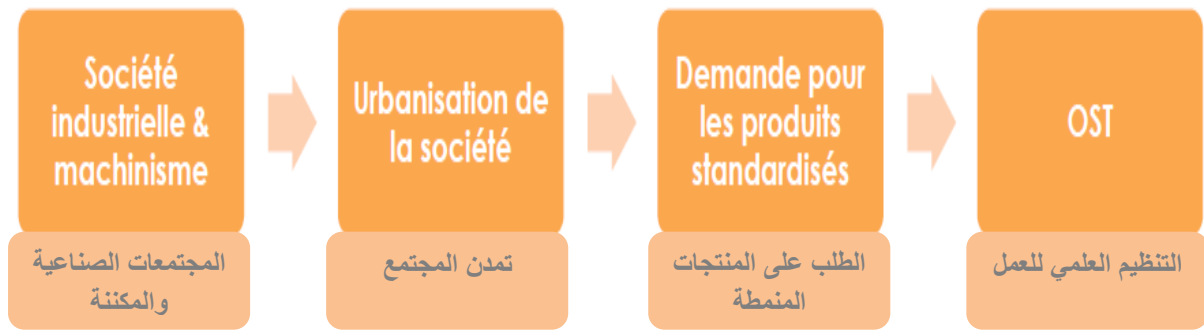 Société
industrielle &
machinisme
المجتمعات الصناعية
والمكننة
Urbanisation de
la société
تمدن المجتمع
Demande pour
les produits
standardisés
الطلب على المنتجات
المنمطة
OST
التنظيم العلمي للعمل